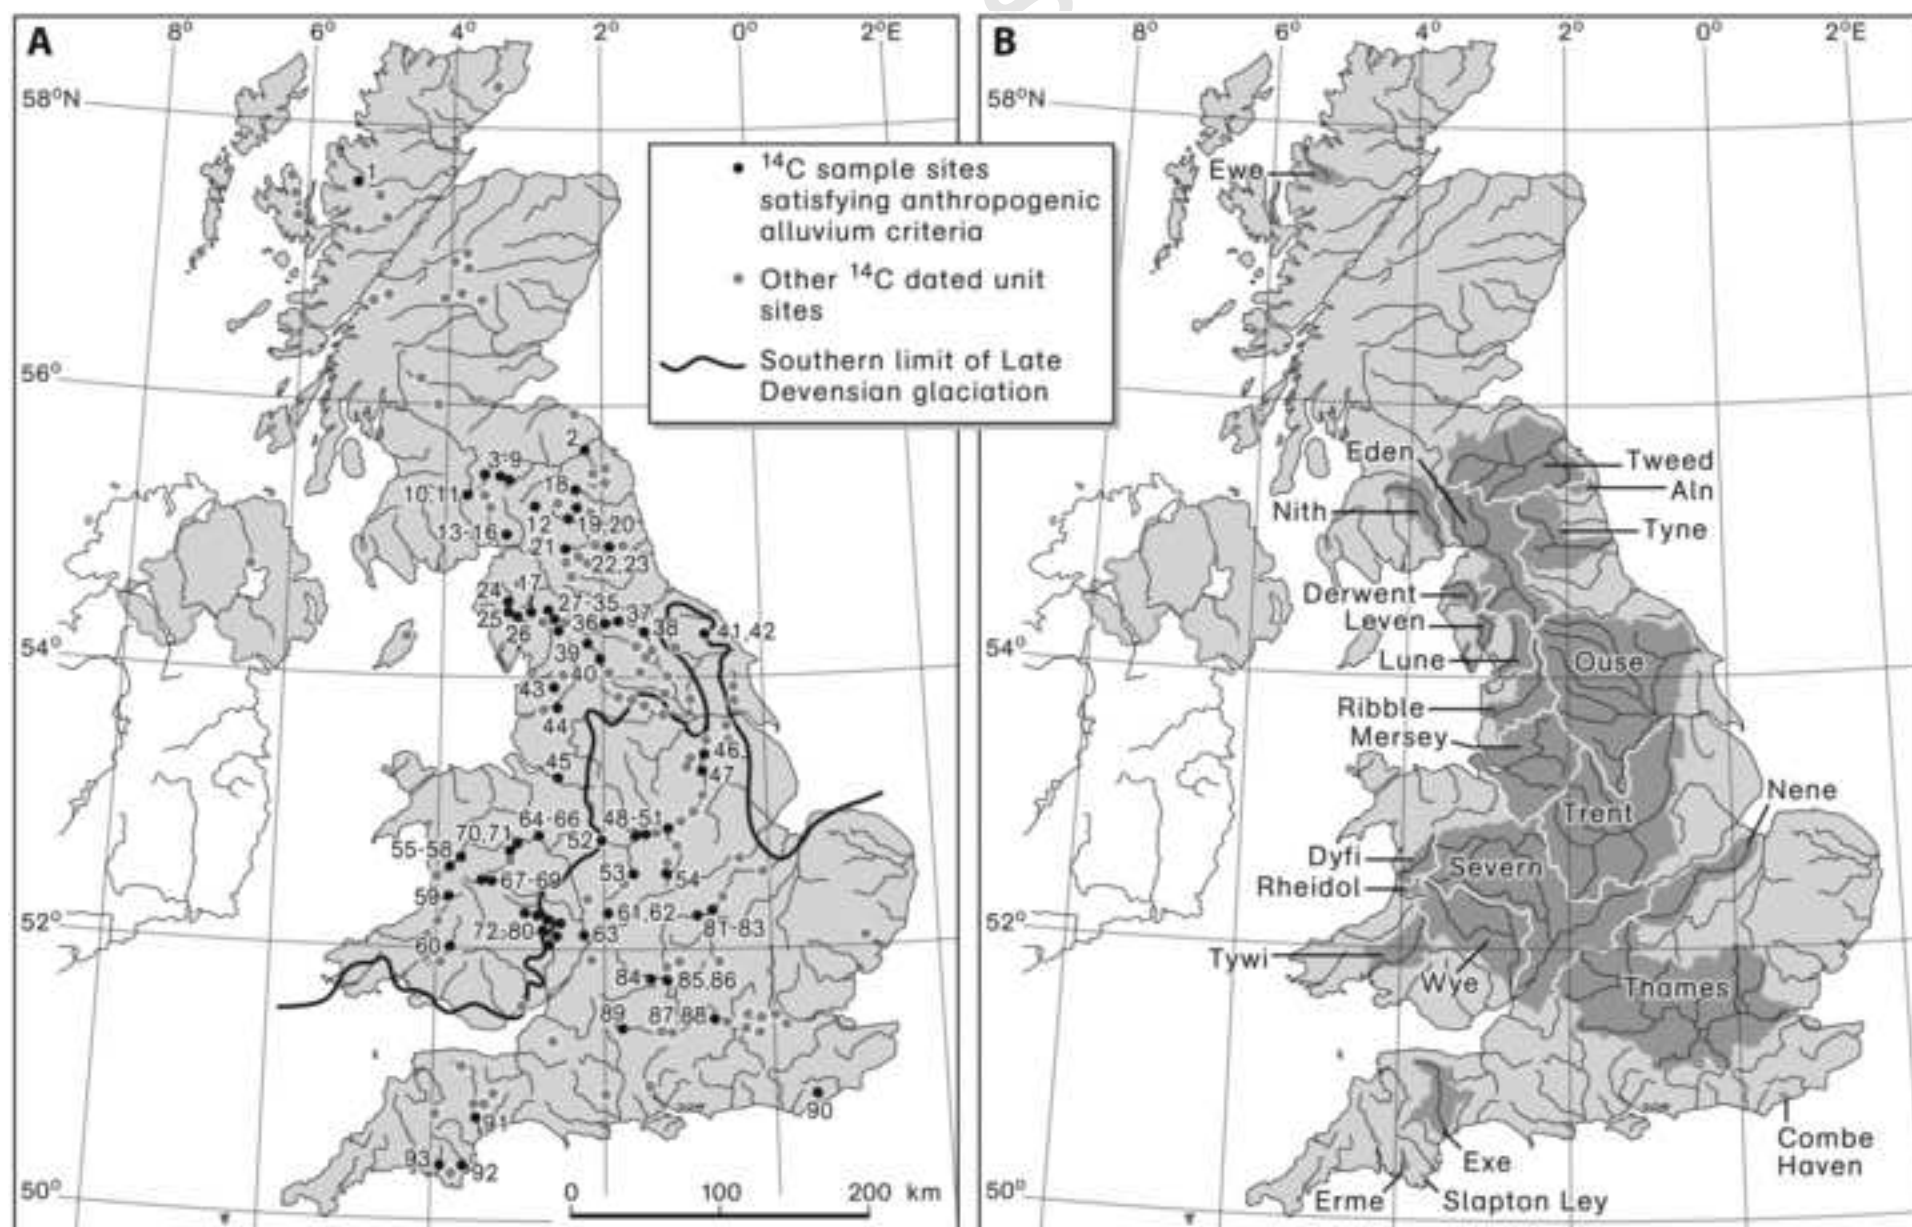 A
8° 6° 4° 2° 0° 2°E
58°N
56°
54°
52°
50°
14C sample sites
satisfying anthropogenic
alluvium criteria
Other 14C dated unit
sites
Southern limit of Late
Devensian glaciation
1
2
3-9
10,11
18
12
19,20
13-16
21
22,23
24
17
27-35
25
26
36
37
38
41,42
39
40
43
44
45
46
47
64-66
48-51
70,71
52
55-58
53
54
67-69
59
61,62
81-83
72-80
63
60
84
85,86
89
87,88
90
91
93
92
0 100 200 km
B
8° 6° 4° 2° 0° 2°E
58°N
54°
52°
50°
Ewe
Eden
Tweed
Aln
Nith
Tyne
Derwent
Leven
Lune
Ouse
Ribble
Mersey
Nene
Trent
Dyfi
Severn
Rheidol
Tywi
Wye
Thames
Combe
Haven
Exe
Erme
Slapton Ley